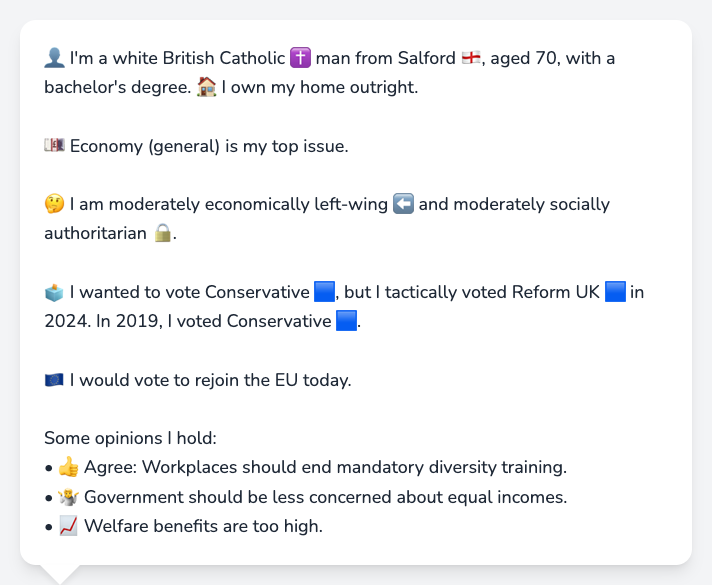 👤 I'm a white British Catholic ✝️ man from Salford 🏴󠁧󠁢󠁥󠁮󠁧󠁿, aged 70, with a
bachelor's degree. 🏠 I own my home outright.
💷 Economy (general) is my top issue.
🤔 I am moderately economically left-wing ⬅️ and moderately socially
authoritarian 🔒.
🗳️ I wanted to vote Conservative 🟦, but I tactically voted Reform UK 🟦 in
2024. In 2019, I voted Conservative 🟦.
🇪🇺 I would vote to rejoin the EU today.
Some opinions I hold:
• 👍 Agree: Workplaces should end mandatory diversity training.
• 🤷 Government should be less concerned about equal incomes.
• 📈 Welfare benefits are too high.